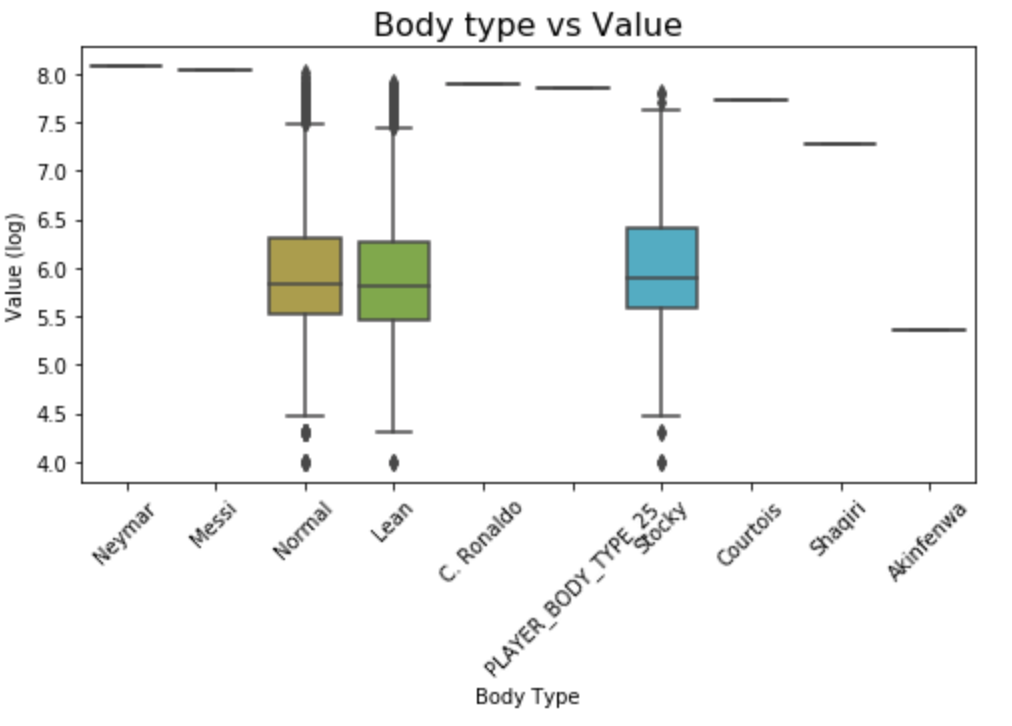 Body type vs Value
8.0
7.5
7.0
6.5
6.0
5.5
5.0
4.5
4.0
Value (log)
Neymar
Messi
Normal
Lean
C. Ronaldo
PLAYER_BODY_TYPE_25
Stocky
Courtois
Shaqiri
Akinfenwa
Body Type